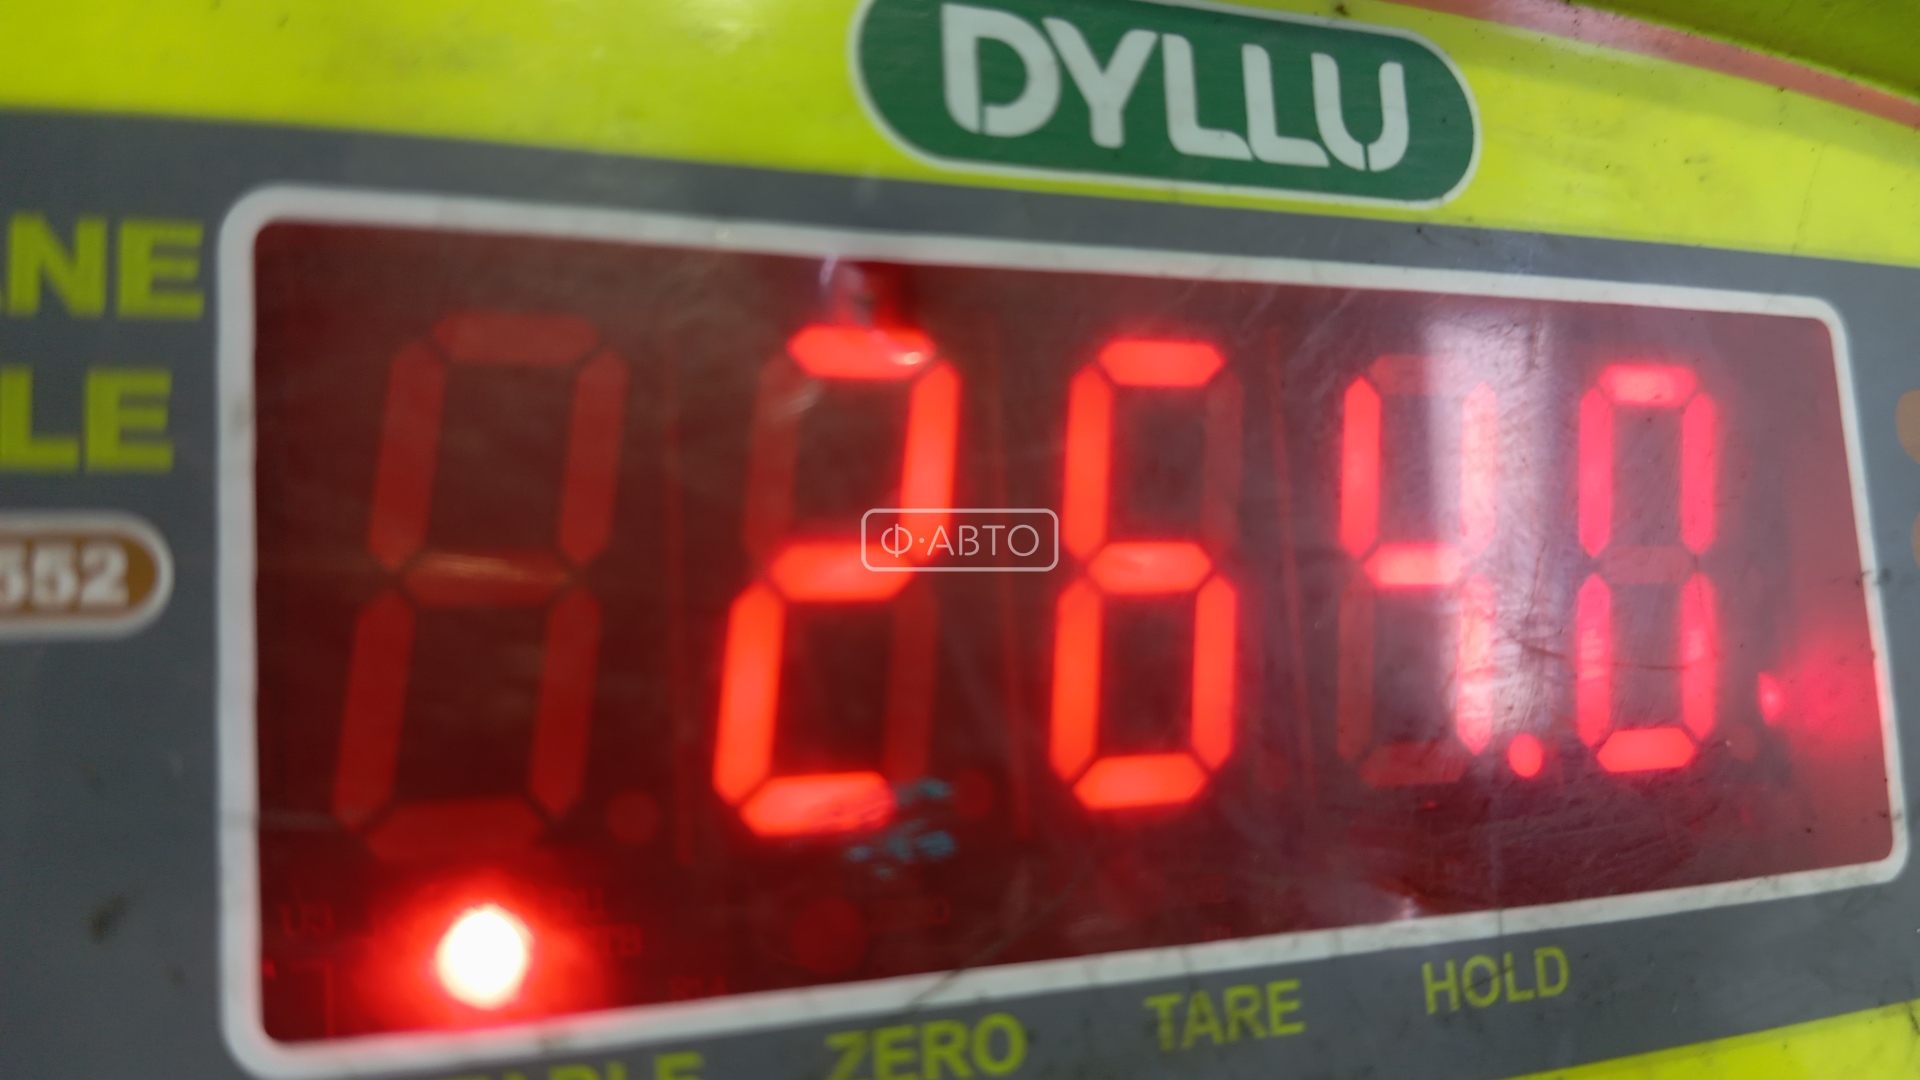 DYLLU
NE
LE
552
264.0
Ф·АВТО
ZERO
TARE
HOLD